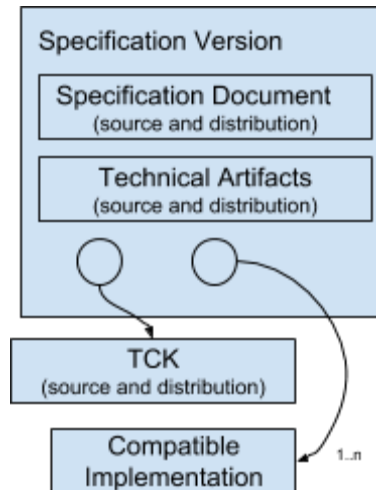 Specification Version
Specification Document
(source and distribution)
Technical Artifacts
(source and distribution)
TCK
(source and distribution)
1..n
Compatible
Implementation